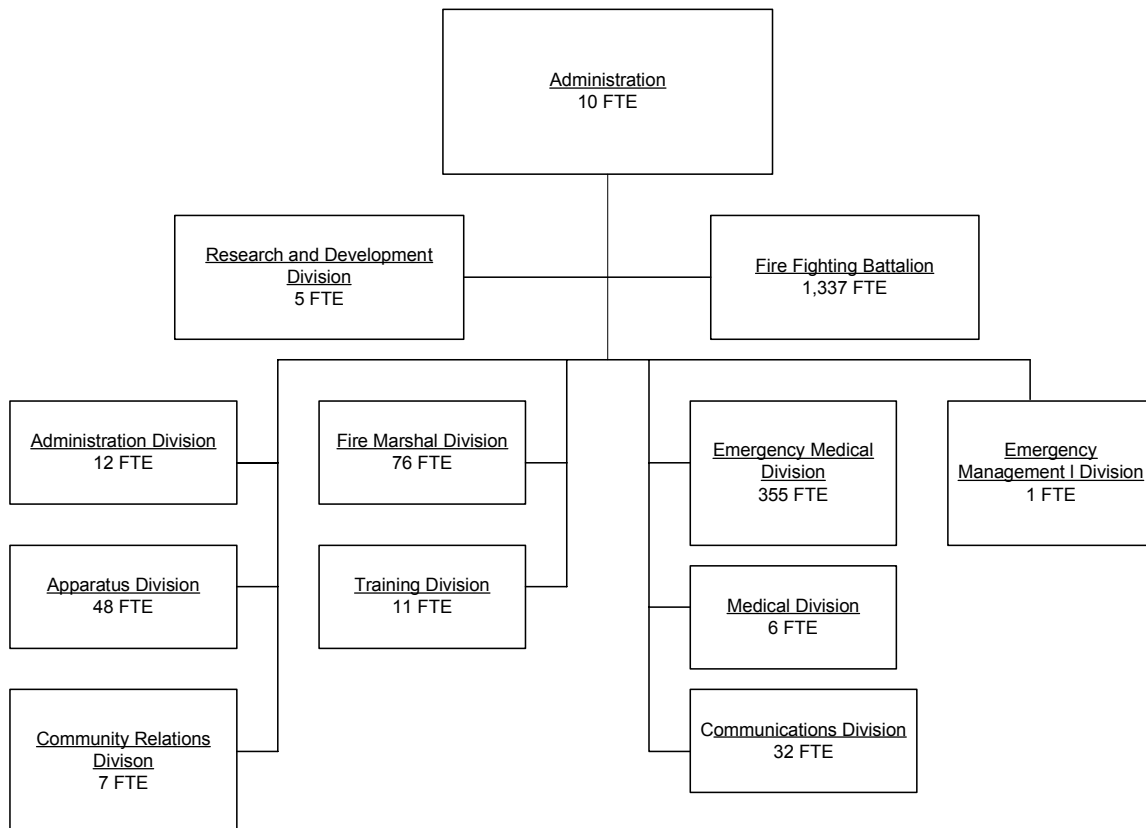 Administration
10 FTE
Research and Development
Division
5 FTE
Fire Fighting Battalion
1,337 FTE
Administration Division
12 FTE
Fire Marshal Division
76 FTE
Emergency Medical
Division
355 FTE
Emergency
Management I Division
1 FTE
Apparatus Division
48 FTE
Training Division
11 FTE
Medical Division
6 FTE
Community Relations
Divison
7 FTE
Communications Division
32 FTE